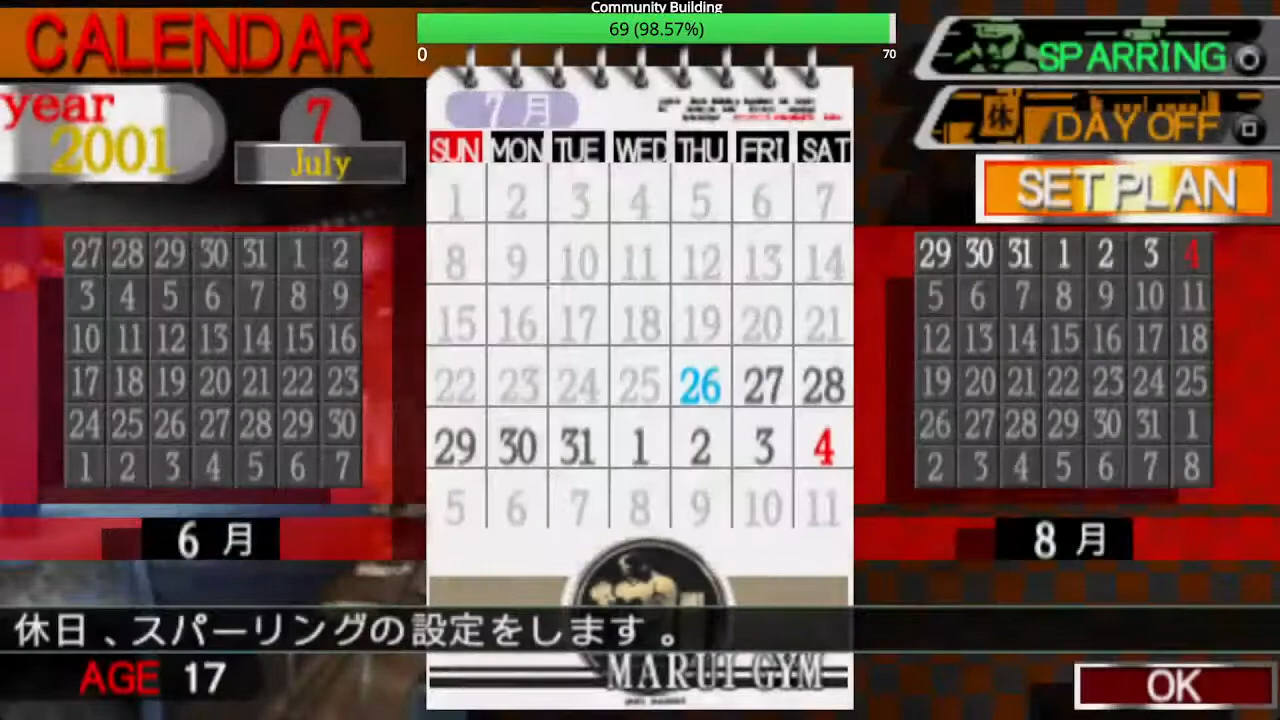 Community Building
69 (98.57%)
0
70
CALENDAR
year
2001
7
July
7月
SUN MON TUE WED THU FRI SAT
1 2 3 4 5 6 7
8 9 10 11 12 13 14
15 16 17 18 19 20 21
22 23 24 25 26 27 28
29 30 31 1 2 3 4
5 6 7 8 9 10 11
SPARRING
休 DAY OFF
SET PLAN
27 28 29 30 31 1 2
3 4 5 6 7 8 9
10 11 12 13 14 15 16
17 18 19 20 21 22 23
24 25 26 27 28 29 30
1 2 3 4 5 6 7
6 月
29 30 31 1 2 3 4
5 6 7 8 9 10 11
12 13 14 15 16 17 18
19 20 21 22 23 24 25
26 27 28 29 30 31 1
2 3 4 5 6 7 8
8 月
休日、スパーリングの設定をします。
AGE 17
MARUI GYM
OK